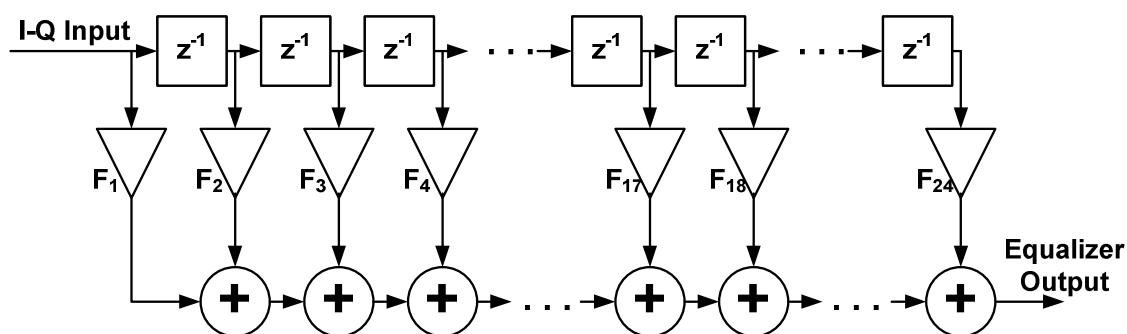 I-Q Input
z⁻¹ z⁻¹ z⁻¹ . . . z⁻¹ z⁻¹ . . . z⁻¹
F₁ F₂ F₃ F₄ F₁₇ F₁₈ F₂₄
Equalizer
Output
+ + + . . . + + . . . +